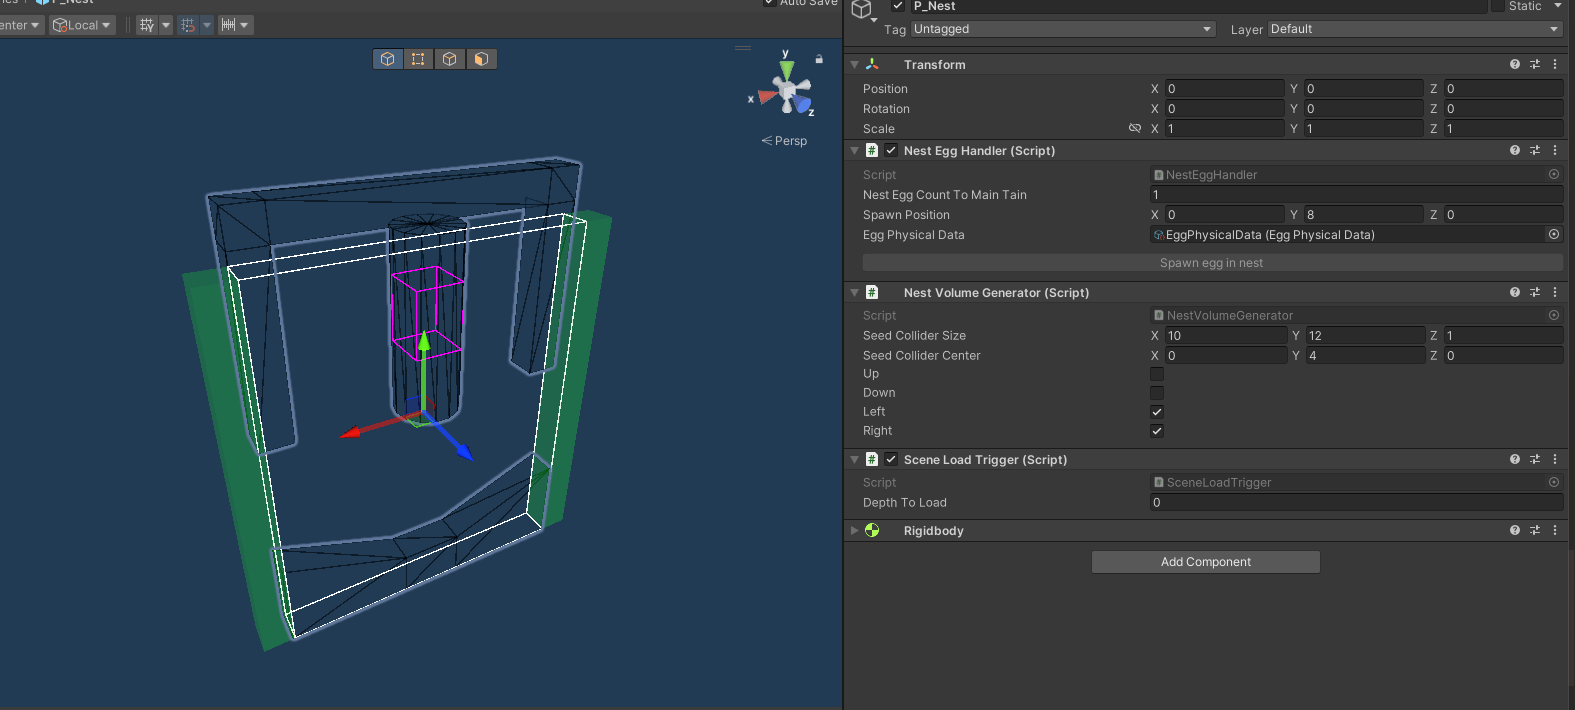 P_Nest
Auto Save
Local
y
x
z
Persp
P_Nest
Static
Tag Untagged Layer Default
Transform
Position X 0 Y 0 Z 0
Rotation X 0 Y 0 Z 0
Scale X 1 Y 1 Z 1
# Nest Egg Handler (Script)
Script NestEggHandler
Nest Egg Count To Main Tain 1
Spawn Position X 0 Y 8 Z 0
Egg Physical Data EggPhysicalData (Egg Physical Data)
Spawn egg in nest
# Nest Volume Generator (Script)
Script NestVolumeGenerator
Seed Collider Size X 10 Y 12 Z 1
Seed Collider Center X 0 Y 4 Z 0
Up
Down
Left
Right
# Scene Load Trigger (Script)
Script SceneLoadTrigger
Depth To Load 0
Rigidbody
Add Component